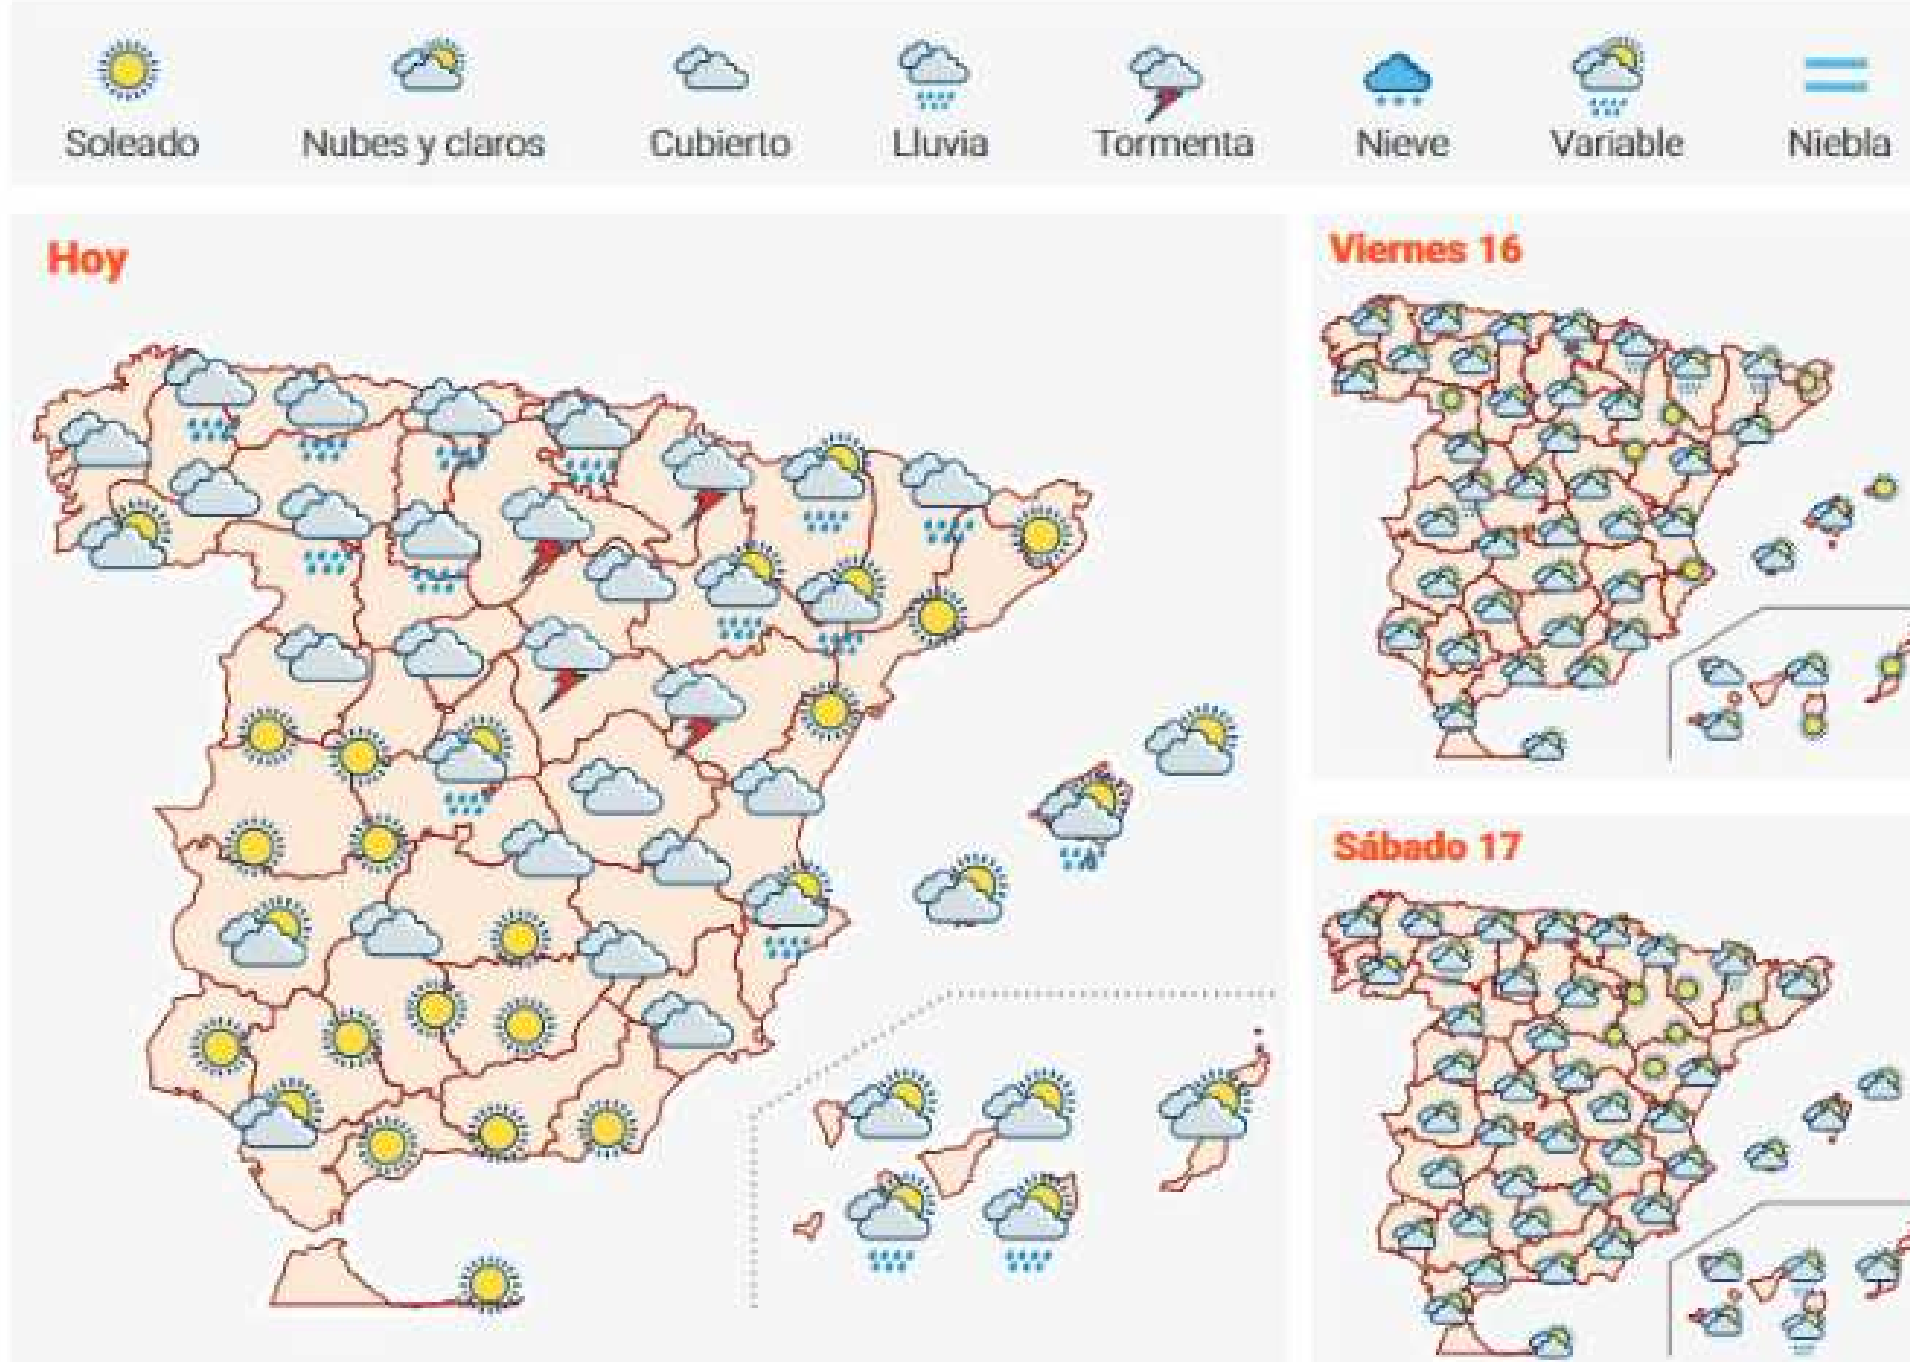 Soleado
Nubes y claros
Cubierto
Lluvia
Tormenta
Nieve
Variable
Niebla
Hoy
Viernes 16
Sábado 17